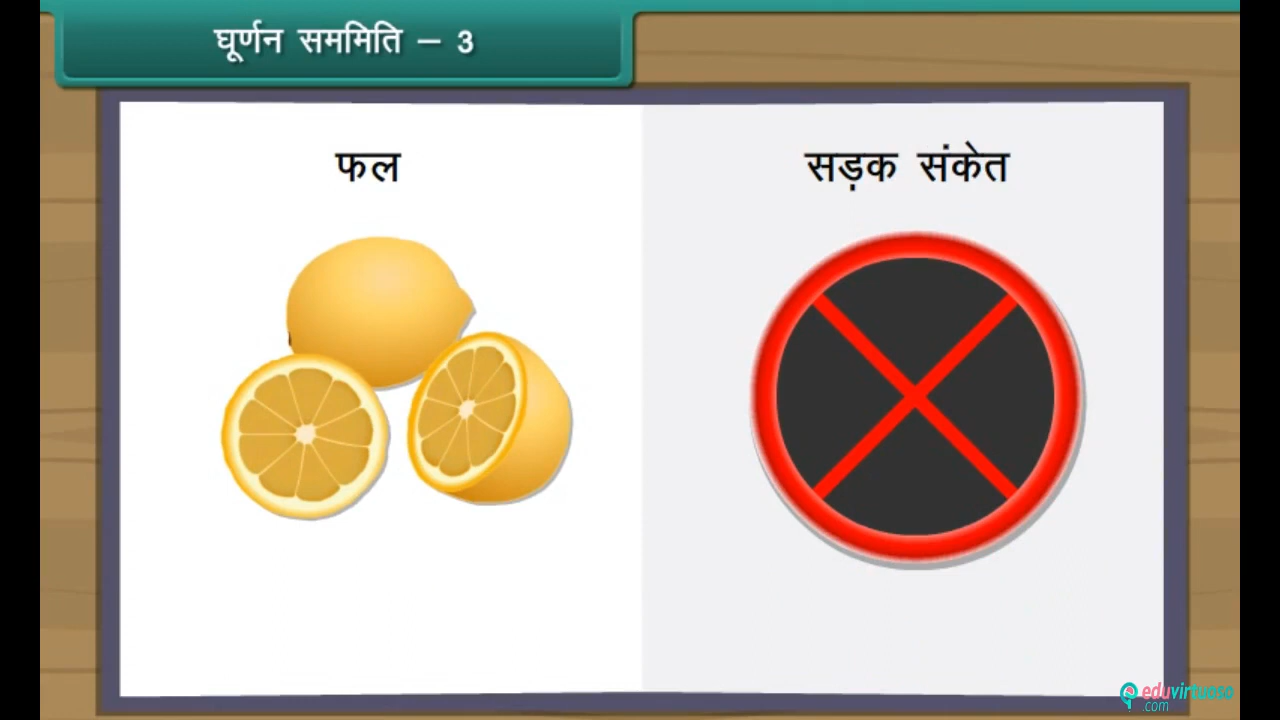 घूर्णन सममिति – 3
फल
सड़क संकेत
eduvirtuoso
.com